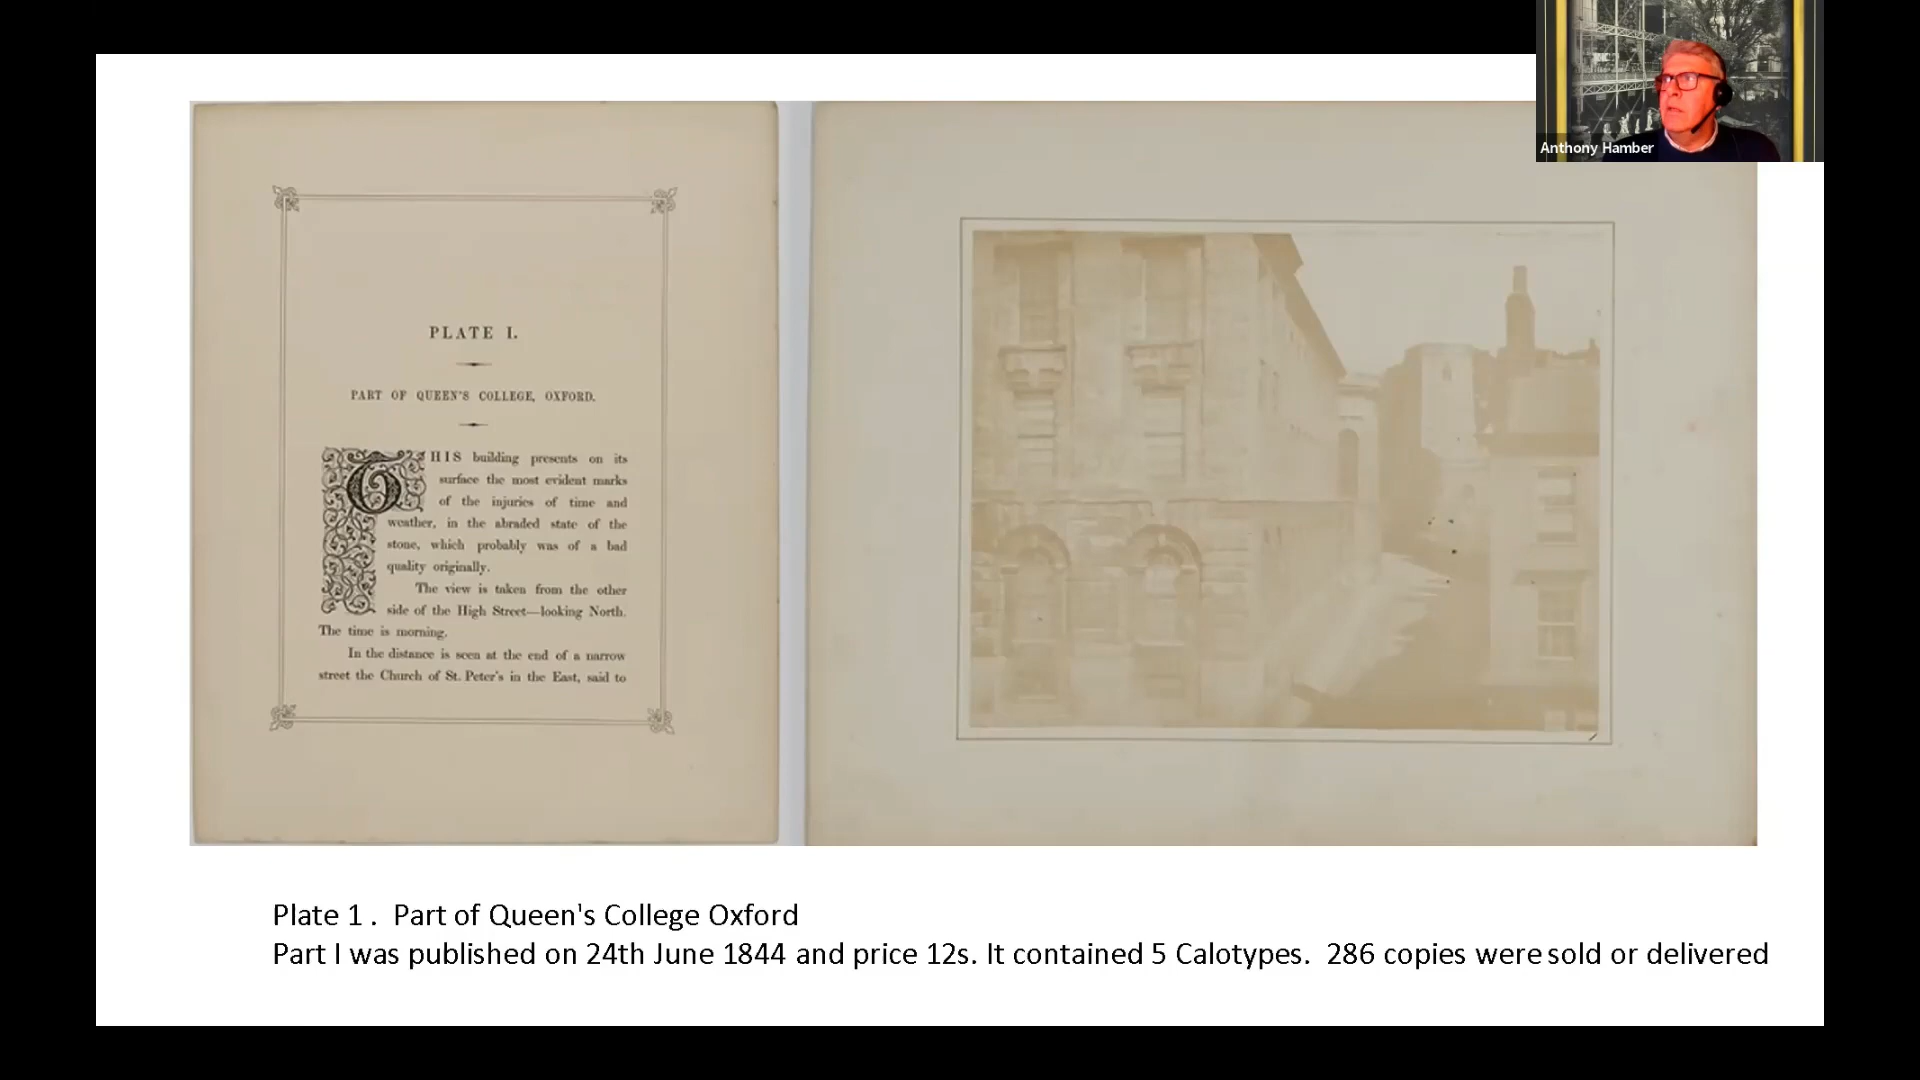 Anthony Hamber
PLATE I.
PART OF QUEEN'S COLLEGE, OXFORD.
THIS building presents on its
surface the most evident marks
of the injuries of time and
weather, in the abraded state of the
stone, which probably was of a bad
quality originally.
The view is taken from the other
side of the High Street—looking North.
The time is morning.
In the distance is seen at the end of a narrow
street the Church of St. Peter's in the East, said to
Plate 1 .  Part of Queen's College Oxford
Part I was published on 24th June 1844 and price 12s. It contained 5 Calotypes.  286 copies were sold or delivered